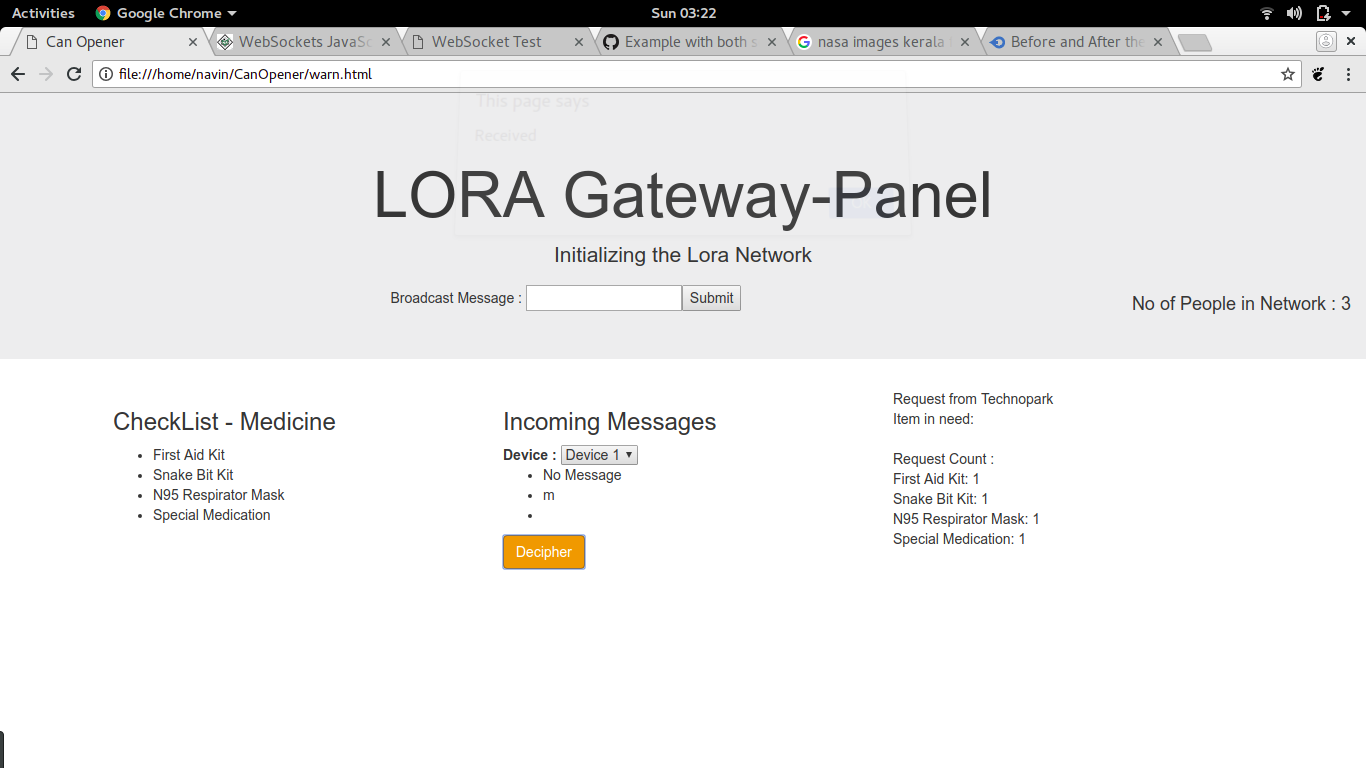 Activities
Google Chrome
Sun 03:22
Can Opener
WebSockets JavaSc
WebSocket Test
Example with both s
nasa images kerala
Before and After the
file:///home/navin/CanOpener/warn.html
This page says
Received
LORA Gateway-Panel
Initializing the Lora Network
Broadcast Message :
Submit
No of People in Network : 3
CheckList - Medicine
First Aid Kit
Snake Bit Kit
N95 Respirator Mask
Special Medication
Incoming Messages
Device : Device 1
No Message
m
Decipher
Request from Technopark
Item in need:
Request Count :
First Aid Kit: 1
Snake Bit Kit: 1
N95 Respirator Mask: 1
Special Medication: 1